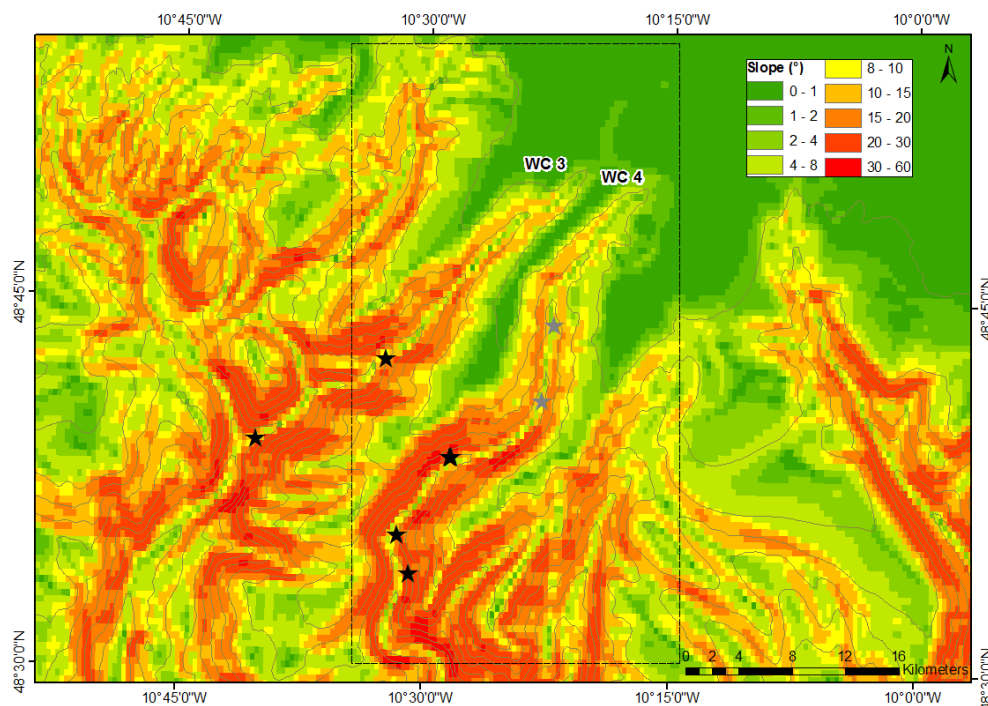 10°45'0"W 10°30'0"W 10°15'0"W 10°0'0"W
N
Slope (°)
0 - 1
1 - 2
2 - 4
4 - 8
8 - 10
10 - 15
15 - 20
20 - 30
30 - 60
WC 3
WC 4
48°45'0"N
48°45'0"N
48°30'0"N
48°30'0"N
0 2 4 8 12 16
Kilometers
10°45'0"W 10°30'0"W 10°15'0"W 10°0'0"W